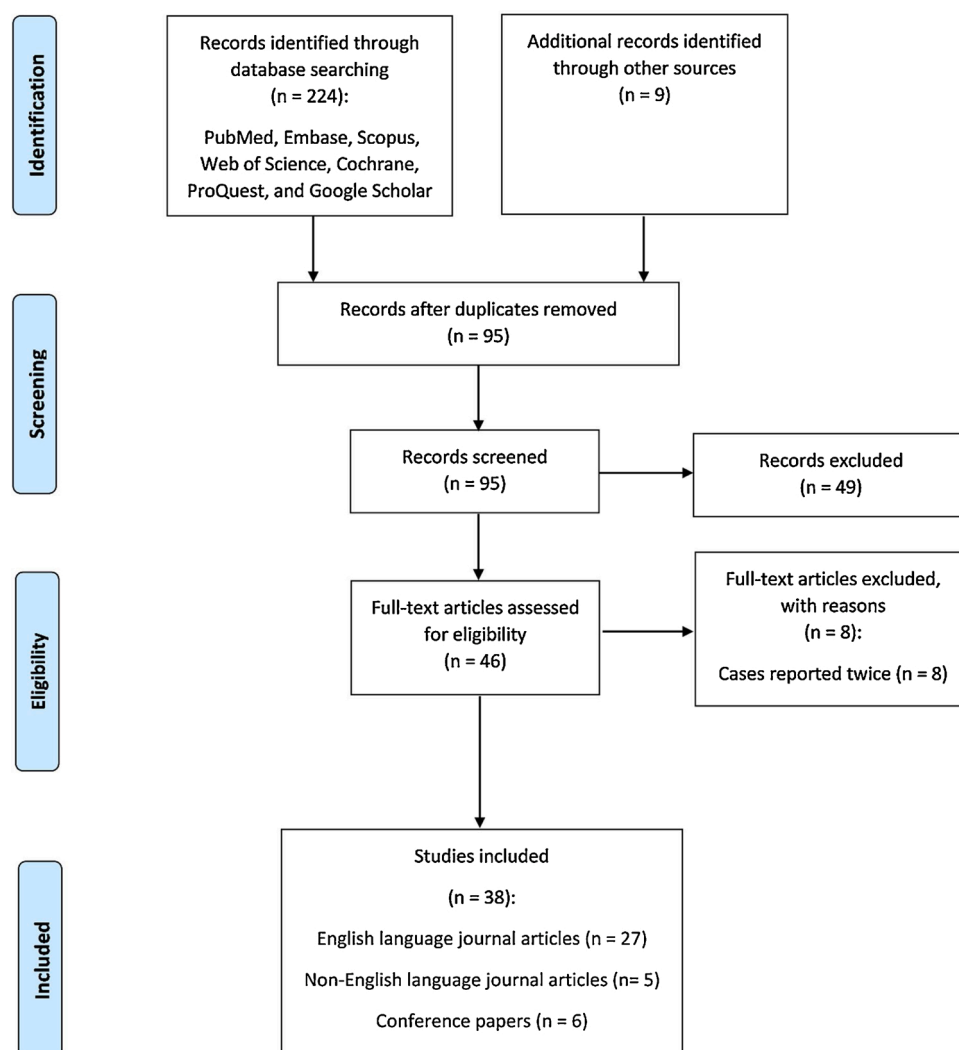 Identification
Records identified through
database searching
(n = 224):
PubMed, Embase, Scopus,
Web of Science, Cochrane,
ProQuest, and Google Scholar
Additional records identified
through other sources
(n = 9)
Screening
Records after duplicates removed
(n = 95)
Records screened
(n = 95)
Records excluded
(n = 49)
Eligibility
Full-text articles assessed
for eligibility
(n = 46)
Full-text articles excluded,
with reasons
(n = 8):
Cases reported twice (n = 8)
Included
Studies included
(n = 38):
English language journal articles (n = 27)
Non-English language journal articles (n= 5)
Conference papers (n = 6)